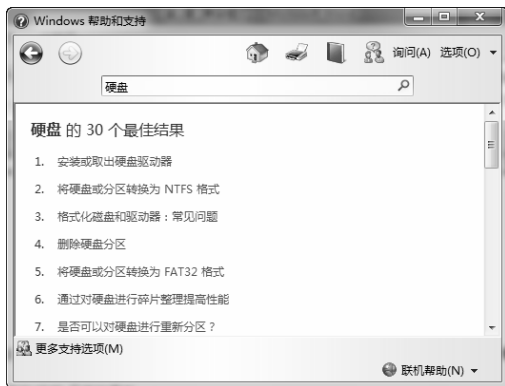 Windows 帮助和支持
询问(A) 选项(O)
硬盘
硬盘 的 30 个最佳结果
1. 安装或取出硬盘驱动器
2. 将硬盘或分区转换为 NTFS 格式
3. 格式化磁盘和驱动器：常见问题
4. 删除硬盘分区
5. 将硬盘或分区转换为 FAT32 格式
6. 通过对硬盘进行碎片整理提高性能
7. 是否可以对硬盘进行重新分区？
更多支持选项(M)
联机帮助(N)